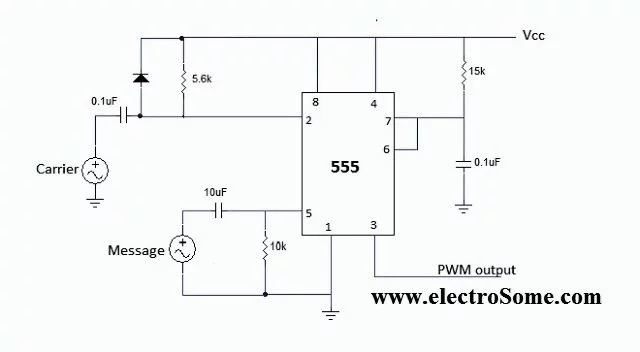 Vcc
5.6k
15k
0.1uF
8
4
2
7
6
0.1uF
Carrier
555
10uF
5
1
3
Message
10k
PWM output
www.electroSome.com